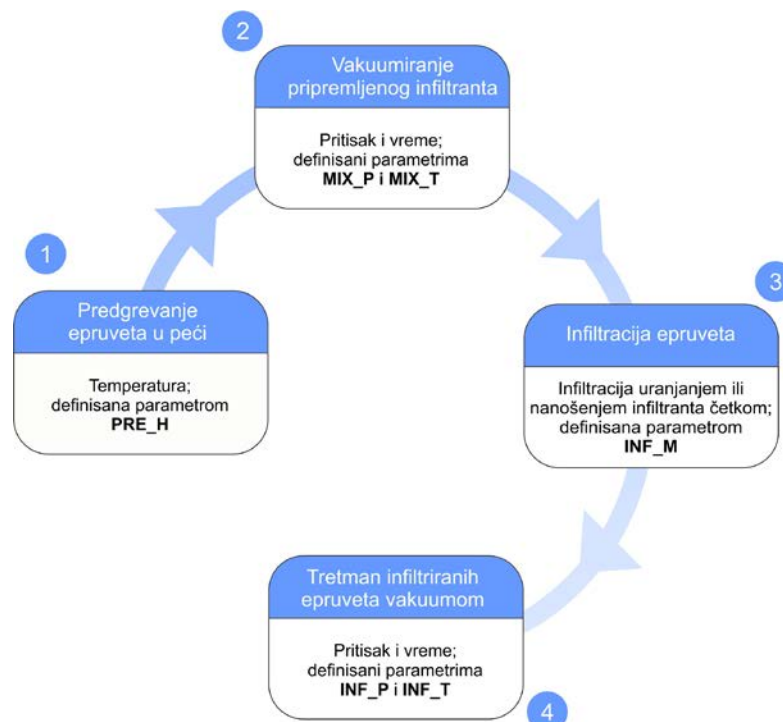 1
Predgrevanje
epruveta u peći
Temperatura;
definisana parametrom
PRE_H
2
Vakuumiranje
pripremljenog infiltranta
Pritisak i vreme;
definisani parametrima
MIX_P i MIX_T
3
Infiltracija epruveta
Infiltracija uranjanjem ili
nanošenjem infiltranta četkom;
definisana parametrom
INF_M
4
Tretman infiltriranih
epruveta vakuumom
Pritisak i vreme;
definisani parametrima
INF_P i INF_T